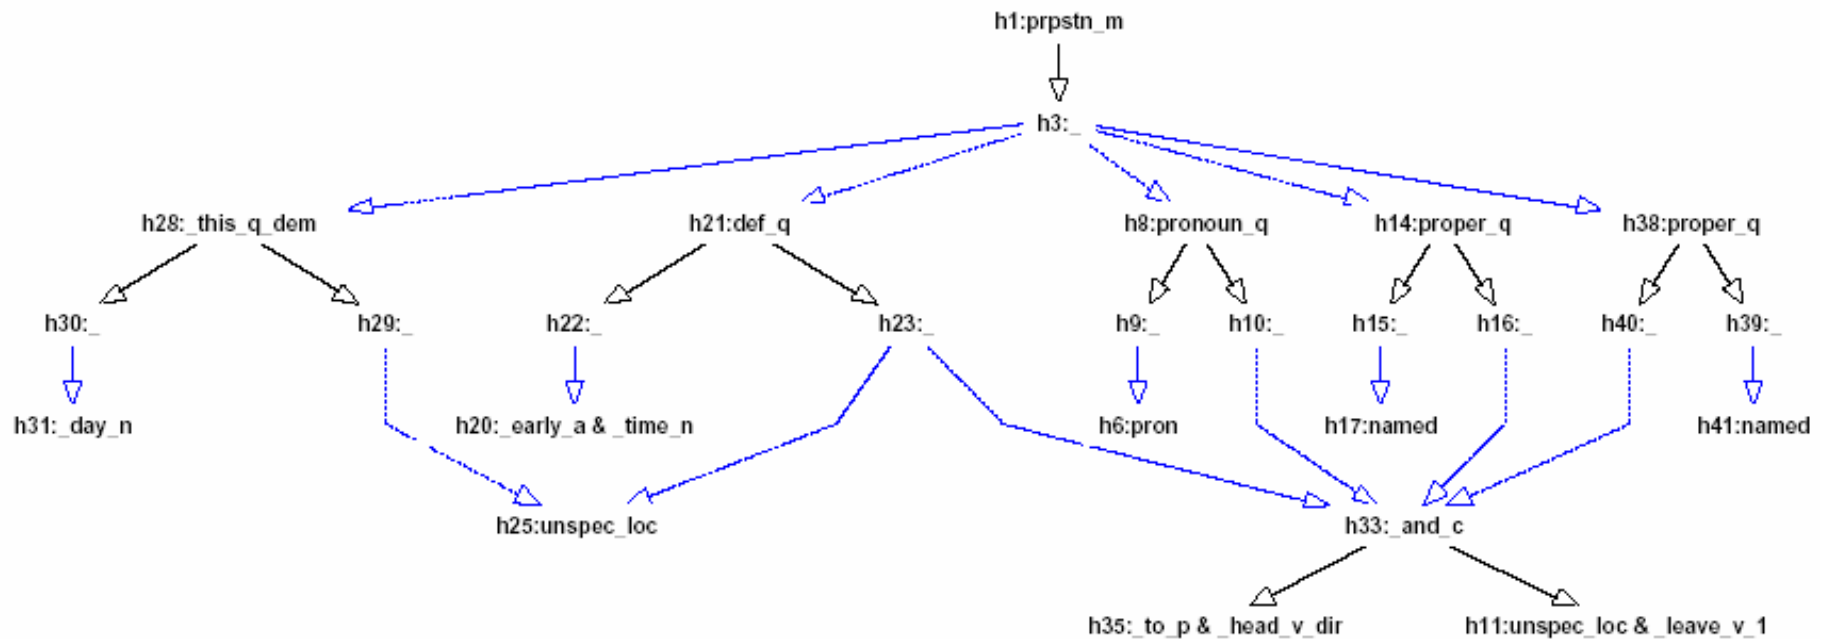 h1:prpstn_m
h3:_
h28:_this_q_dem h21:def_q h8:pronoun_q h14:proper_q h38:proper_q
h30:_ h29:_ h22:_ h23:_ h9:_ h10:_ h15:_ h16:_ h40:_ h39:_
h31:_day_n h20:_early_a & _time_n h6:pron h17:named h41:named
h25:unspec_loc h33:_and_c
h35:_to_p & _head_v_dir h11:unspec_loc & _leave_v_1